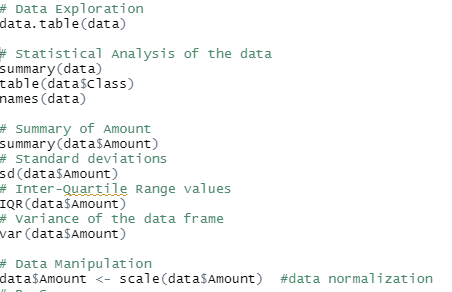 # Data Exploration
data.table(data)
# Statistical Analysis of the data
summary(data)
table(data$Class)
names(data)
# Summary of Amount
summary(data$Amount)
# Standard deviations
sd(data$Amount)
# Inter-Quartile Range values
IQR(data$Amount)
# Variance of the data frame
var(data$Amount)
# Data Manipulation
data$Amount <- scale(data$Amount)  #data normalization